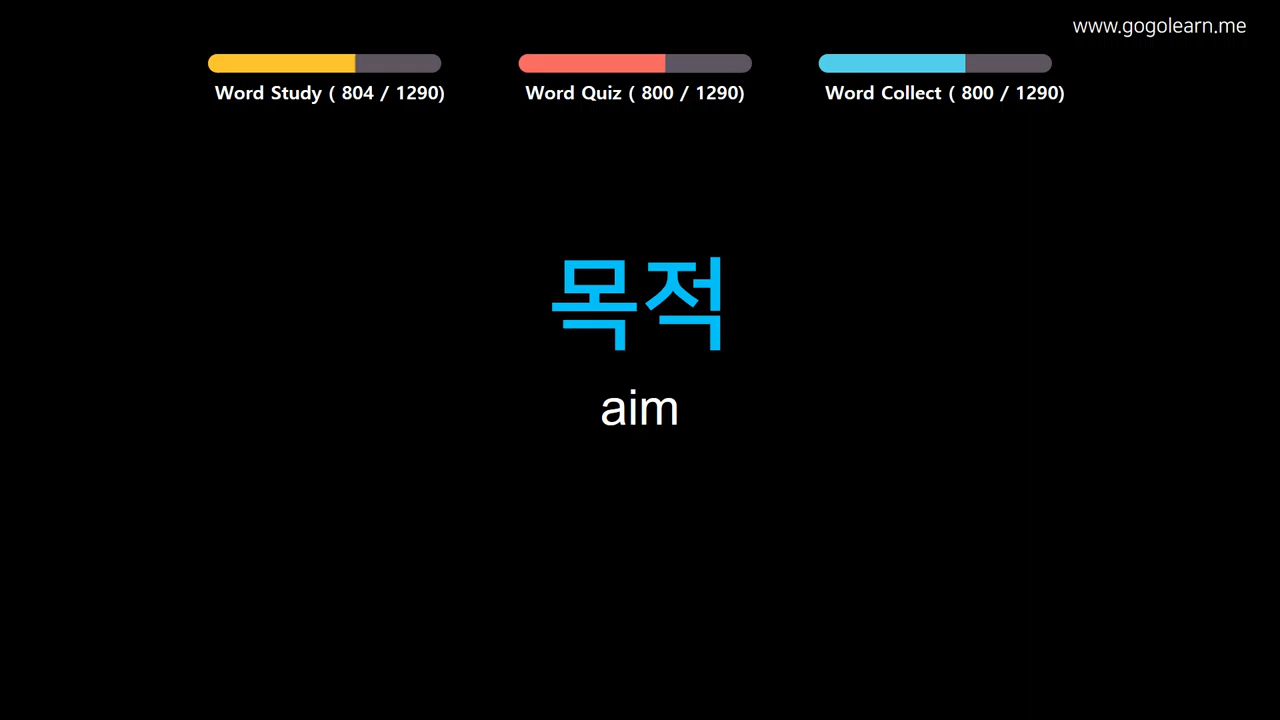 www.gogolearn.me
Word Study ( 804 / 1290)
Word Quiz ( 800 / 1290)
Word Collect ( 800 / 1290)
목적
aim